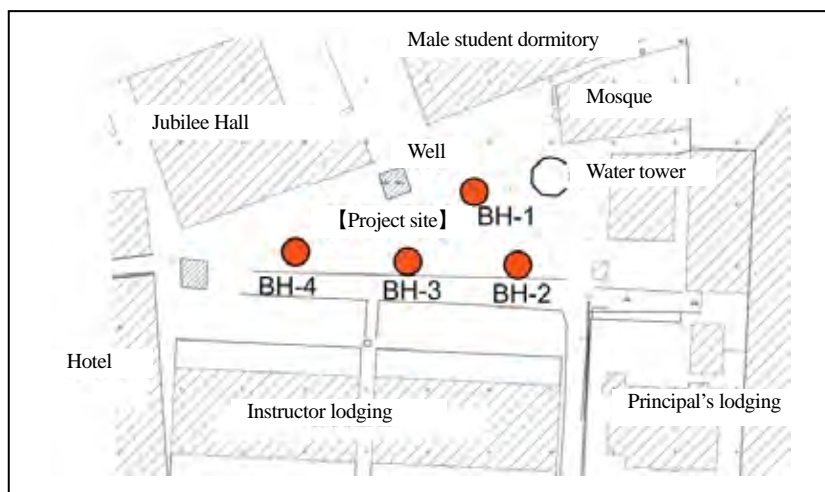 Male student dormitory
Mosque
Jubilee Hall
Well
Water tower
BH-1
【Project site】
BH-4
BH-3
BH-2
Hotel
Instructor lodging
Principal's lodging